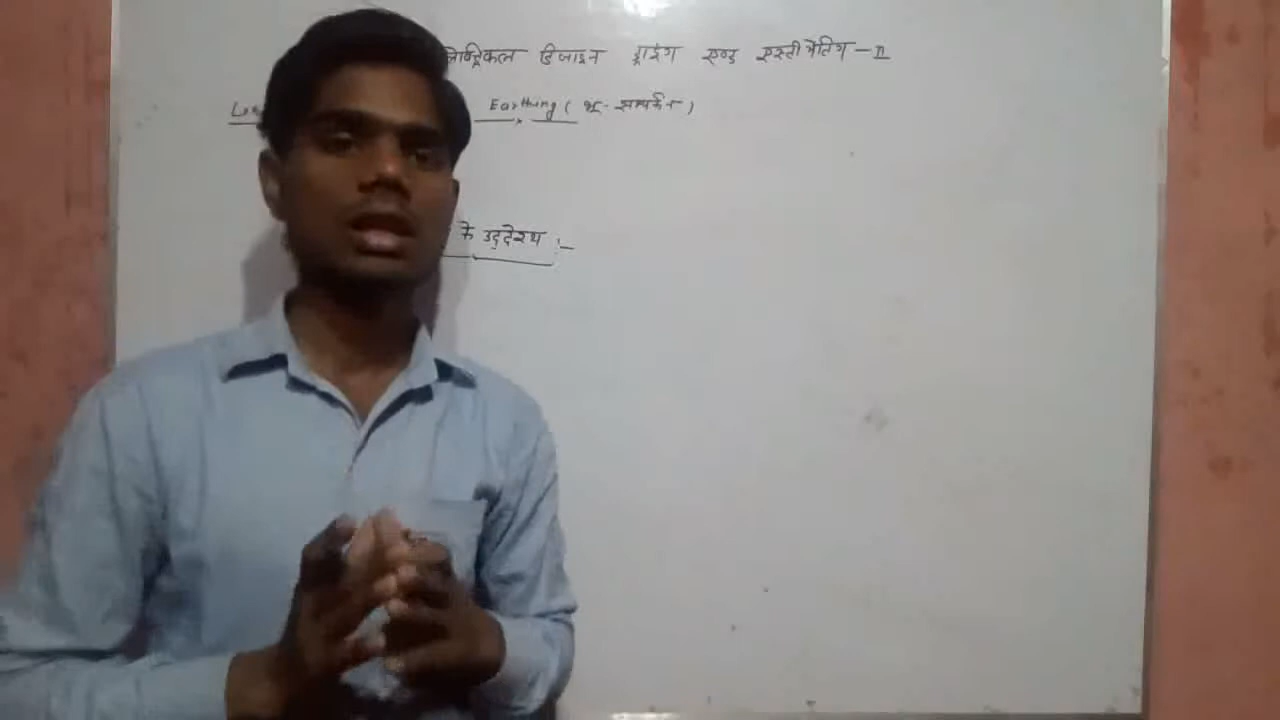 डिजाइन ड्राइंग एण्ड एस्टीमेटिंग - II
Earthing ( भू-सम्पर्कन )
के उद्देश्य :-